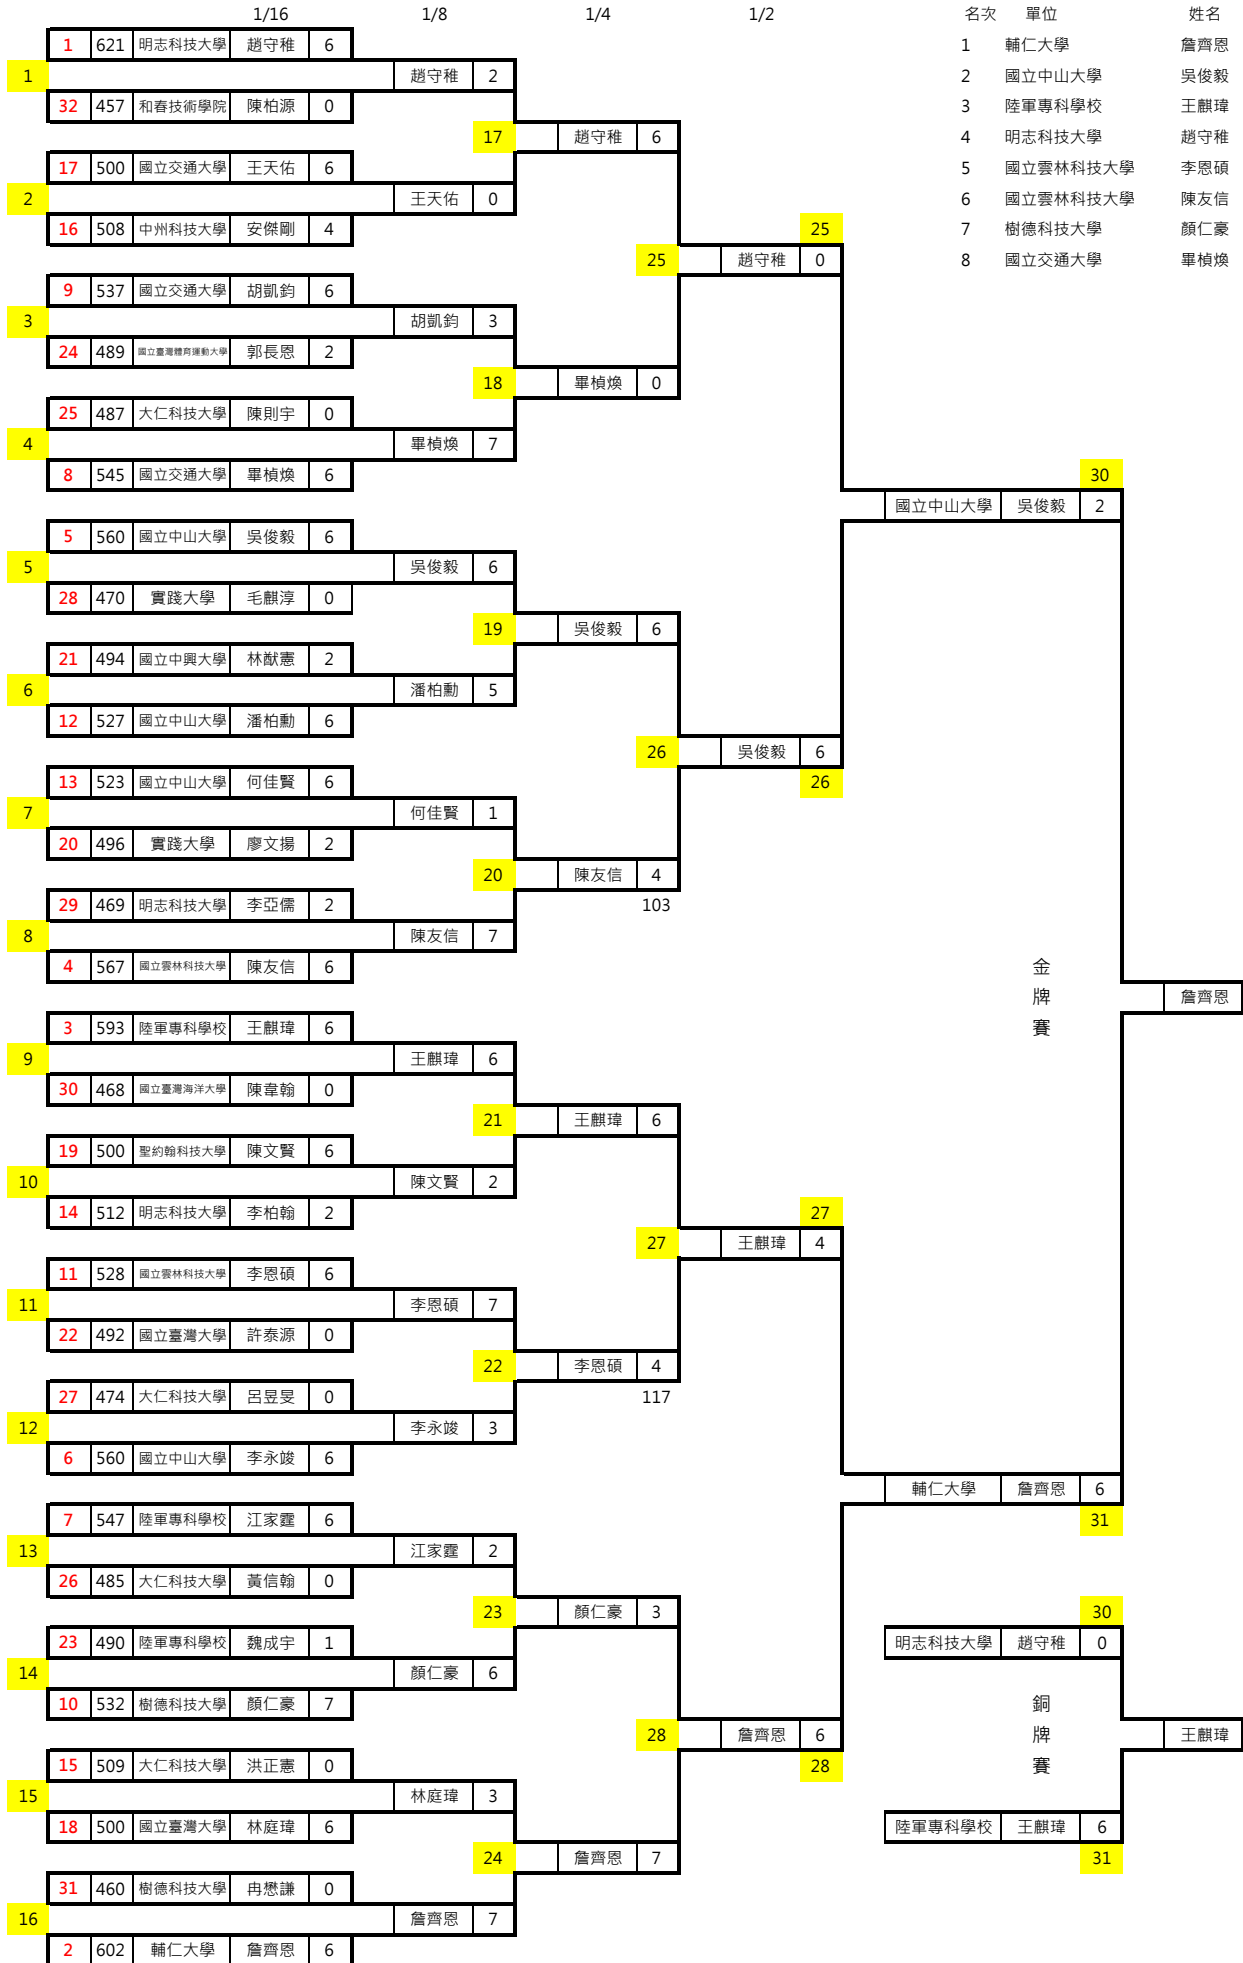 1/16 1/8 1/4 1/2 名次 單位 姓名
1 621 明志科技大學 趙守稚 6 1 輔仁大學 詹齊恩
1 趙守稚 2 2 國立中山大學 吳俊毅
32 457 和春技術學院 陳柏源 0 3 陸軍專科學校 王麒瑋
17 趙守稚 6 4 明志科技大學 趙守稚
17 500 國立交通大學 王天佑 6 5 國立雲林科技大學 李恩碩
2 王天佑 0 6 國立雲林科技大學 陳友信
16 508 中州科技大學 安傑剛 4 25 7 樹德科技大學 顏仁豪
25 趙守稚 0 8 國立交通大學 畢楨煥
9 537 國立交通大學 胡凱鈞 6
3 胡凱鈞 3
24 489 國立臺灣體育運動大學 郭長恩 2
18 畢楨煥 0
25 487 大仁科技大學 陳則宇 0
4 畢楨煥 7
8 545 國立交通大學 畢楨煥 6 30
國立中山大學 吳俊毅 2
5 560 國立中山大學 吳俊毅 6
5 吳俊毅 6
28 470 實踐大學 毛麒淳 0
19 吳俊毅 6
21 494 國立中興大學 林猷憲 2
6 潘柏勳 5
12 527 國立中山大學 潘柏勳 6
26 吳俊毅 6
13 523 國立中山大學 何佳賢 6 26
7 何佳賢 1
20 496 實踐大學 廖文揚 2
20 陳友信 4
29 469 明志科技大學 李亞儒 2 103
8 陳友信 7
4 567 國立雲林科技大學 陳友信 6 金
牌 詹齊恩
3 593 陸軍專科學校 王麒瑋 6 賽
9 王麒瑋 6
30 468 國立臺灣海洋大學 陳韋翰 0
21 王麒瑋 6
19 500 聖約翰科技大學 陳文賢 6
10 陳文賢 2
14 512 明志科技大學 李柏翰 2 27
27 王麒瑋 4
11 528 國立雲林科技大學 李恩碩 6
11 李恩碩 7
22 492 國立臺灣大學 許泰源 0
22 李恩碩 4
27 474 大仁科技大學 呂昱旻 0 117
12 李永竣 3
6 560 國立中山大學 李永竣 6
輔仁大學 詹齊恩 6
7 547 陸軍專科學校 江家霆 6 31
13 江家霆 2
26 485 大仁科技大學 黃信翰 0
23 顏仁豪 3 30
23 490 陸軍專科學校 魏成宇 1 明志科技大學 趙守稚 0
14 顏仁豪 6
10 532 樹德科技大學 顏仁豪 7 銅
28 詹齊恩 6 牌 王麒瑋
15 509 大仁科技大學 洪正憲 0 28 賽
15 林庭瑋 3
18 500 國立臺灣大學 林庭瑋 6 陸軍專科學校 王麒瑋 6
24 詹齊恩 7 31
31 460 樹德科技大學 冉懋謙 0
16 詹齊恩 7
2 602 輔仁大學 詹齊恩 6